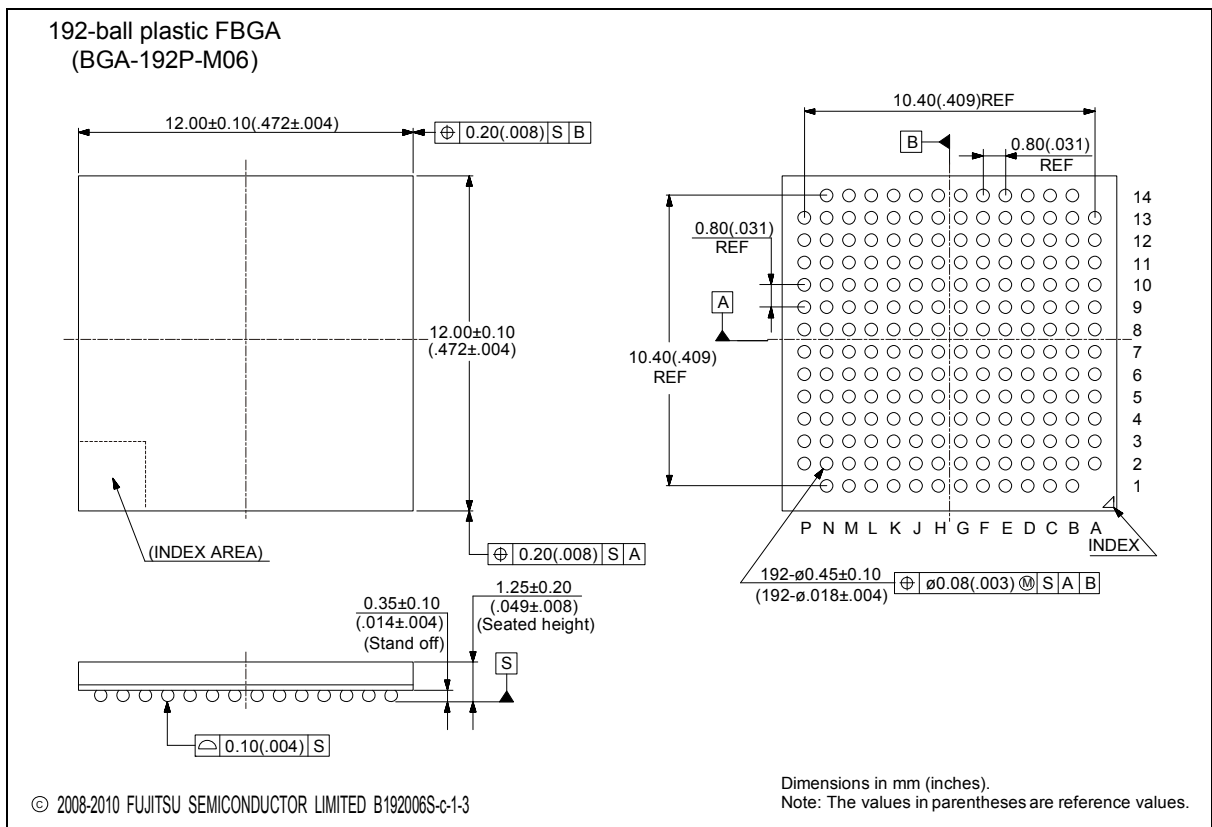 192-ball plastic FBGA
(BGA-192P-M06)
12.00±0.10(.472±.004)
⌖ 0.20(.008) S B
12.00±0.10
(.472±.004)
(INDEX AREA)
⌖ 0.20(.008) S A
10.40(.409)REF
B
0.80(.031)
REF
0.80(.031)
REF
A
10.40(.409)
REF
14
13
12
11
10
9
8
7
6
5
4
3
2
1
P N M L K J H G F E D C B A
INDEX
192-ø0.45±0.10
(192-ø.018±.004)
⌖ ø0.08(.003) Ⓜ S A B
0.35±0.10
(.014±.004)
(Stand off)
1.25±0.20
(.049±.008)
(Seated height)
S
⌓ 0.10(.004) S
© 2008-2010 FUJITSU SEMICONDUCTOR LIMITED B192006S-c-1-3
Dimensions in mm (inches).
Note: The values in parentheses are reference values.